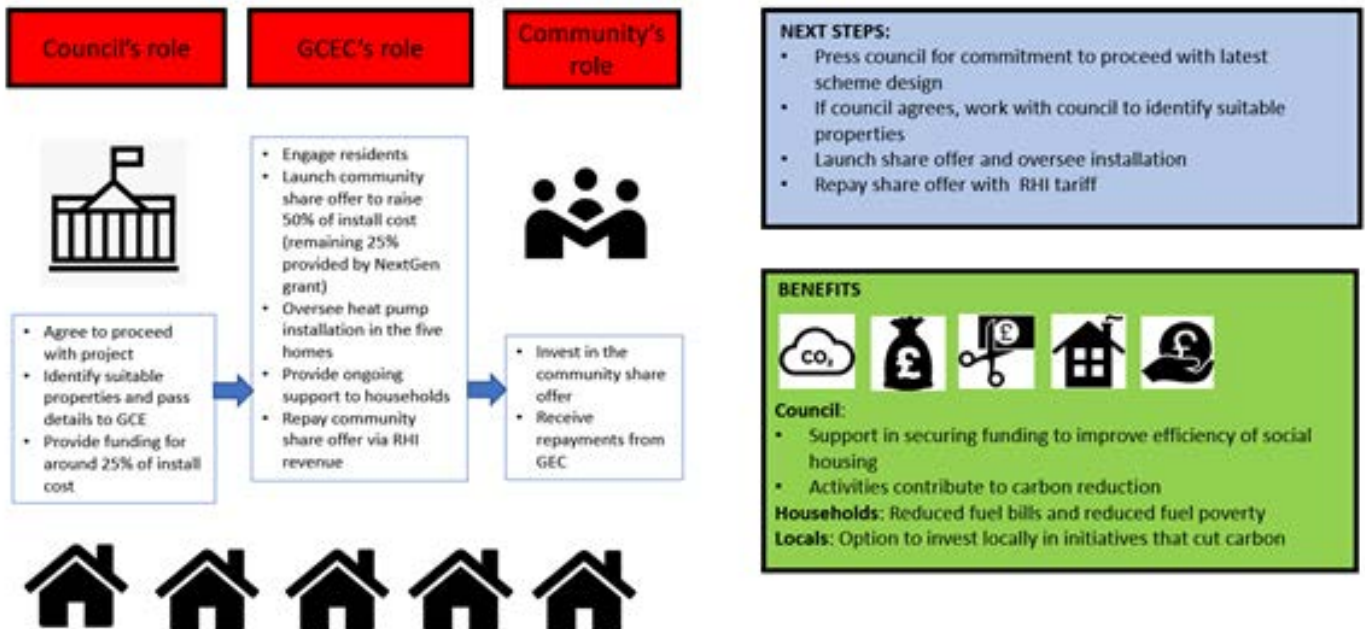 Council's role
GCEC's role
Community's
role
• Agree to proceed
with project
• Identify suitable
properties and pass
details to GCE
• Provide funding for
around 25% of install
cost
• Engage residents
• Launch community
share offer to raise
50% of install cost
(remaining 25%
provided by NextGen
grant)
• Oversee heat pump
installation in the five
homes
• Provide ongoing
support to households
• Repay community
share offer via RHI
revenue
• Invest in the
community share
offer
• Receive
repayments from
GEC
NEXT STEPS:
• Press council for commitment to proceed with latest
scheme design
• If council agrees, work with council to identify suitable
properties
• Launch share offer and oversee installation
• Repay share offer with RHI tariff
BENEFITS
CO₂
£
£
£
Council:
• Support in securing funding to improve efficiency of social
housing
• Activities contribute to carbon reduction
Households: Reduced fuel bills and reduced fuel poverty
Locals: Option to invest locally in initiatives that cut carbon